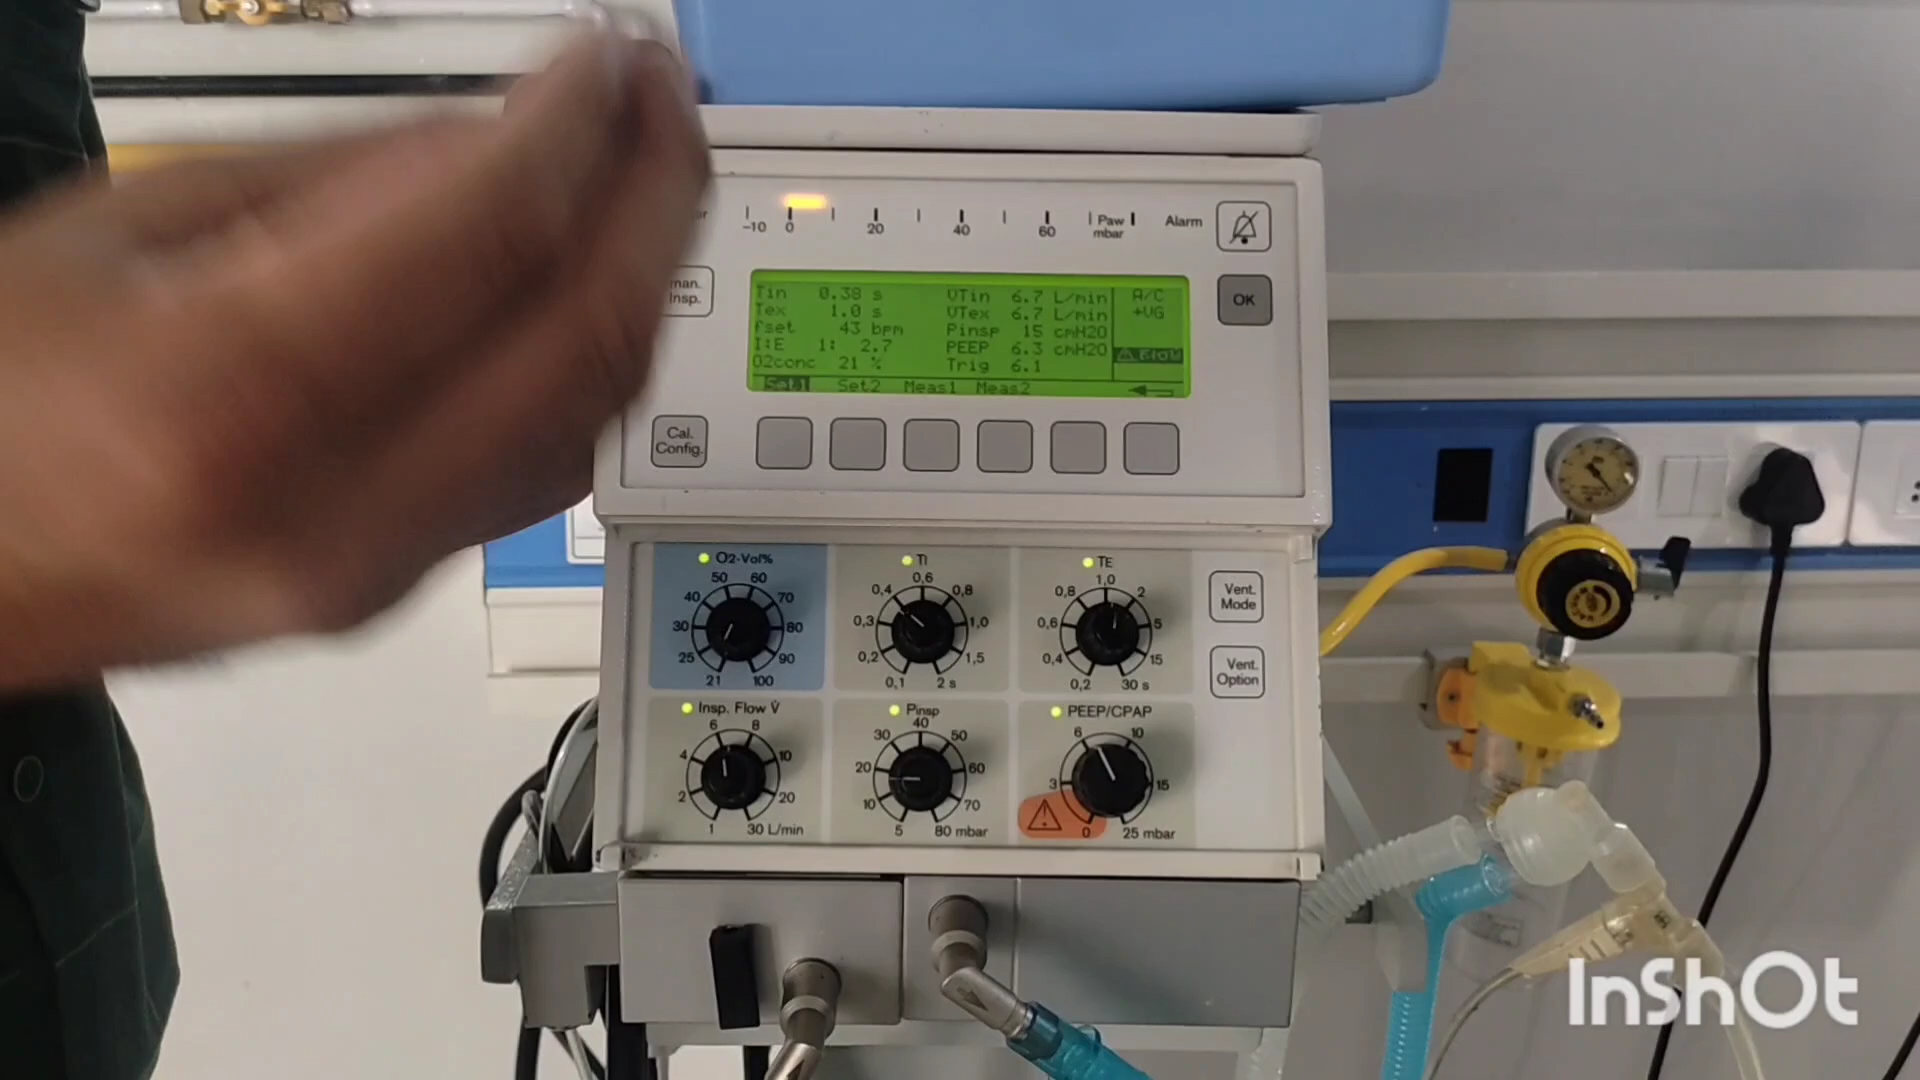 -10 0 20 40 60 Paw mbar Alarm
man. Insp.
OK
Tin 0.38 s V̇Tin 6.7 L/min A/C
Tex 1.0 s V̇Tex 6.7 L/min +VG
fset 43 bpm Pinsp 15 cmH2O
I:E 1: 2.7 PEEP 6.3 cmH2O
O2conc 21 % Trig 6.1
Set1 Set2 Meas1 Meas2
Cal. Config.
O2-Vol%
21 25 30 40 50 60 70 80 90 100
TI
0,1 0,2 0,3 0,4 0,6 0,8 1,0 1,5 2 s
TE
0,2 0,4 0,6 0,8 1,0 2 5 15 30 s
Vent. Mode
Vent. Option
Insp. Flow V̇
1 2 4 6 8 10 20 30 L/min
Pinsp
5 10 20 30 40 50 60 70 80 mbar
PEEP/CPAP
0 3 6 10 15 25 mbar
InShOt